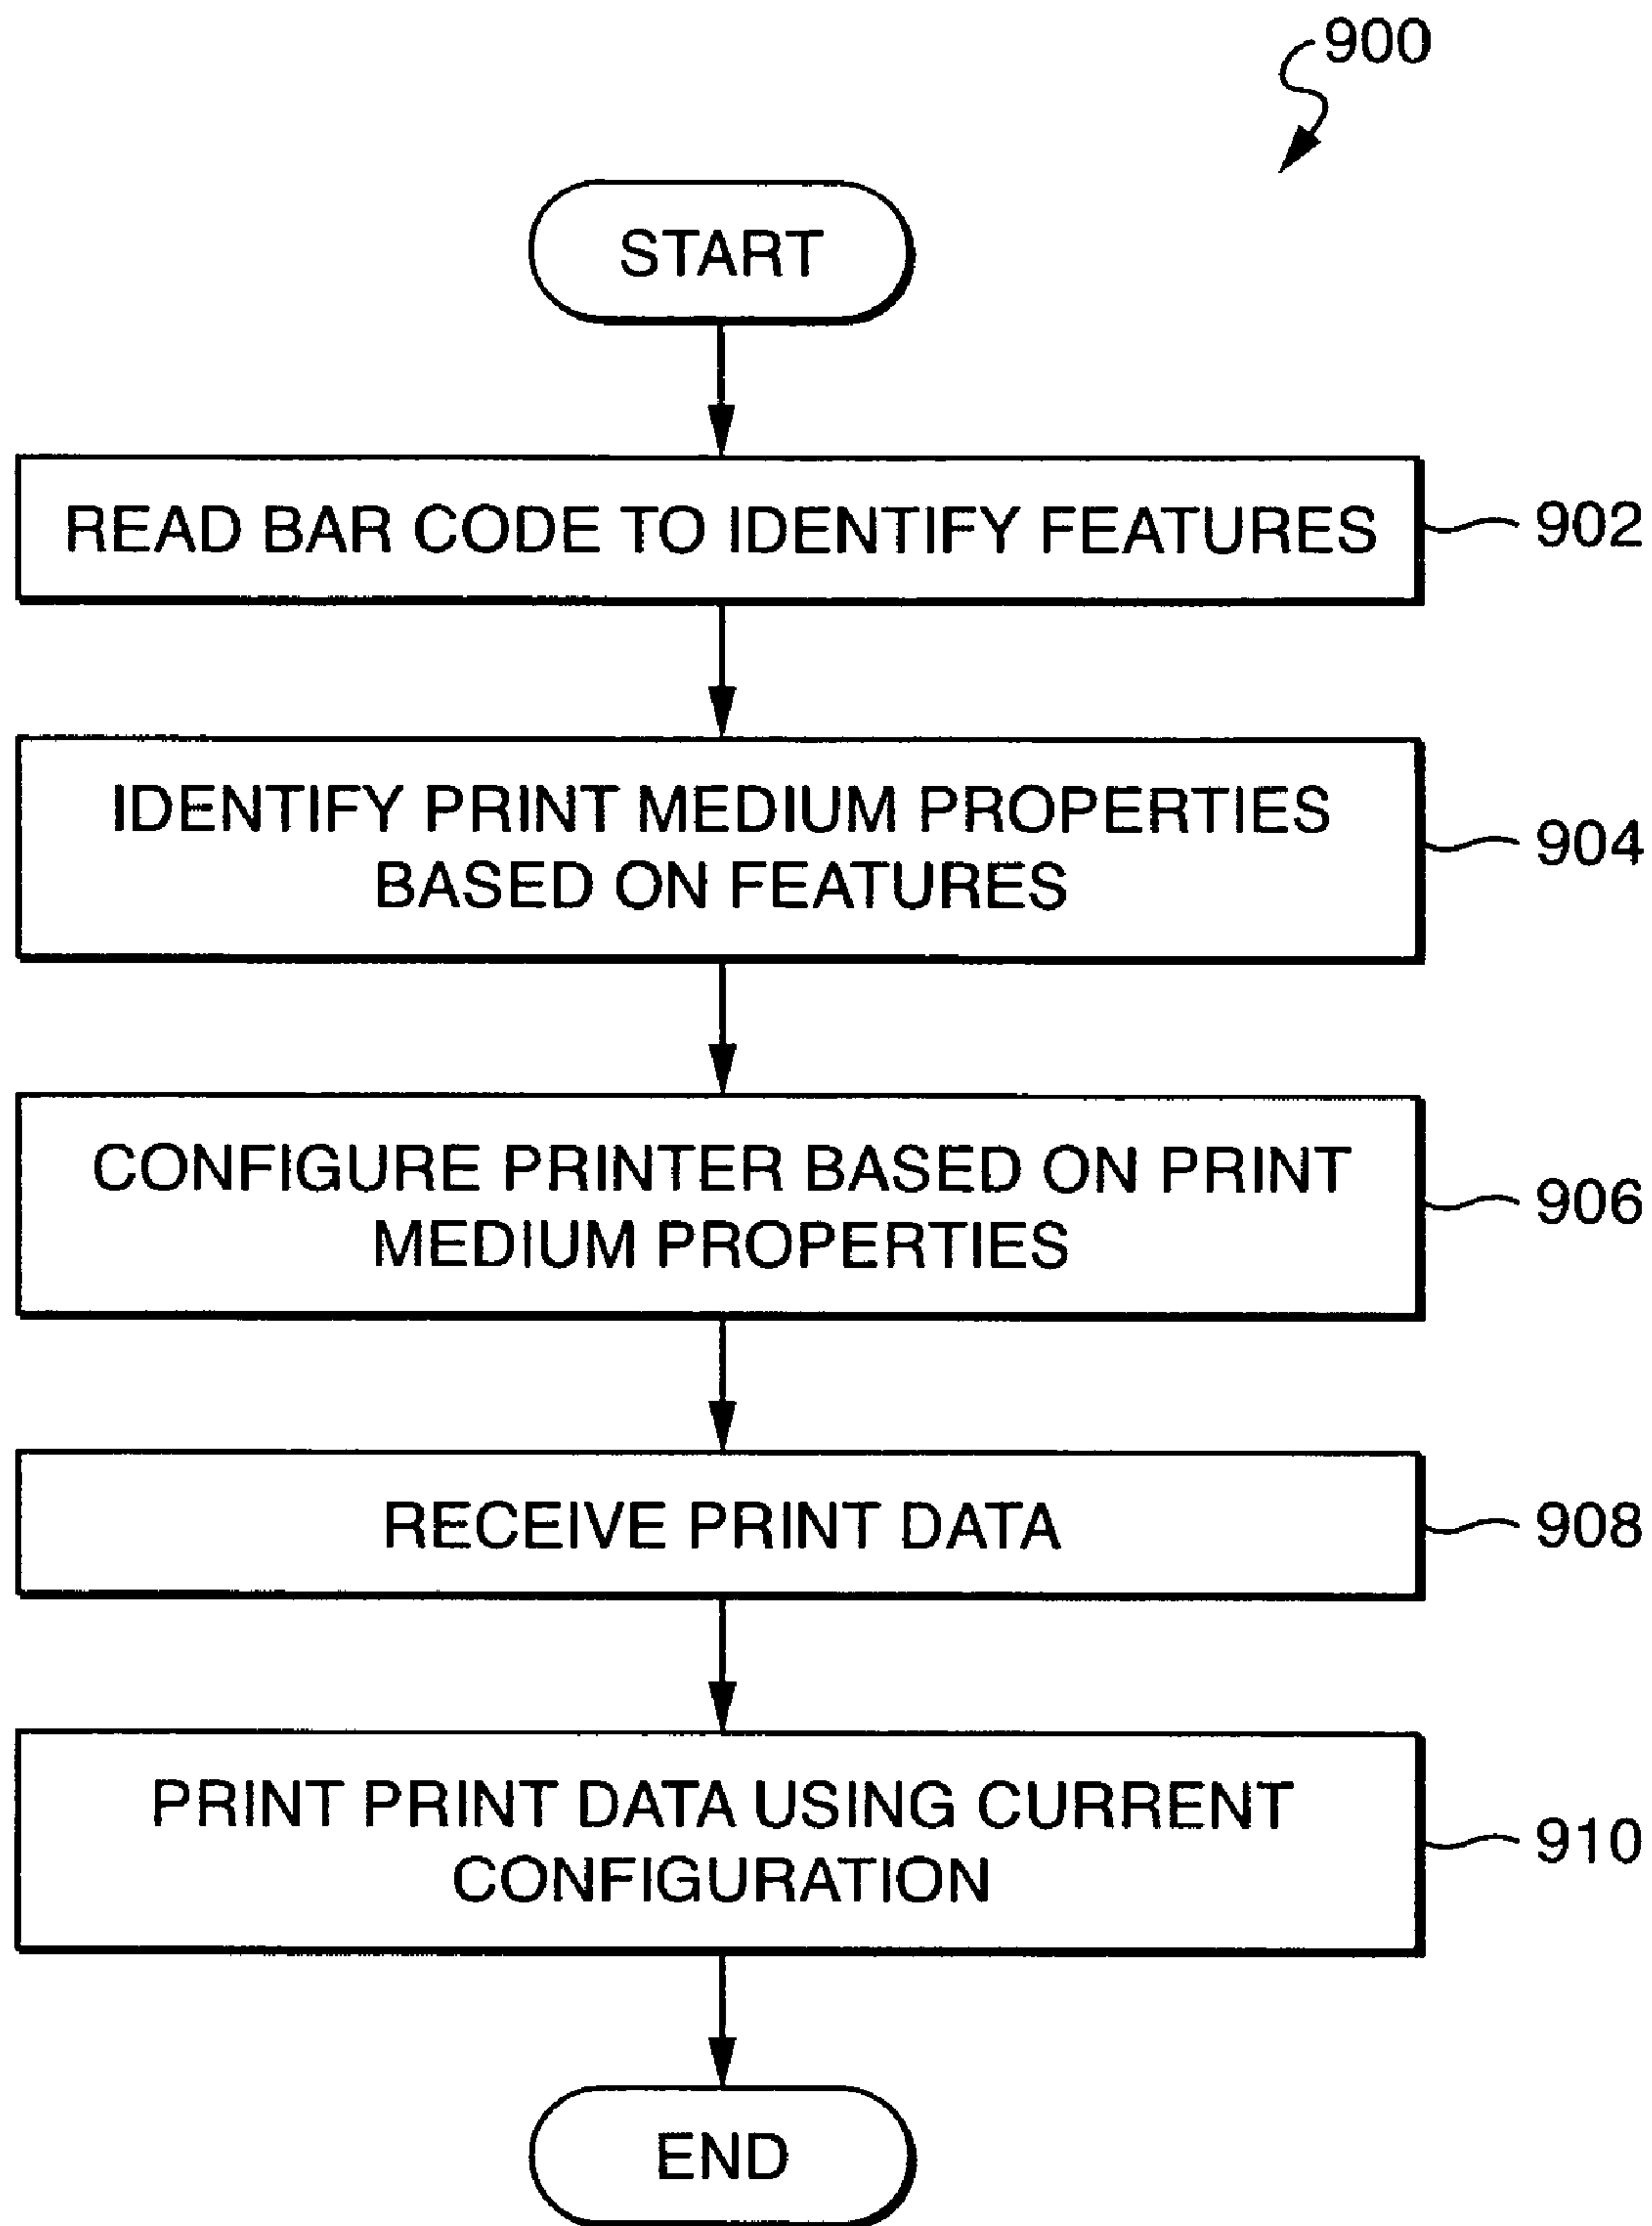 900
START
READ BAR CODE TO IDENTIFY FEATURES
902
IDENTIFY PRINT MEDIUM PROPERTIES
BASED ON FEATURES
904
CONFIGURE PRINTER BASED ON PRINT
MEDIUM PROPERTIES
906
RECEIVE PRINT DATA
908
PRINT PRINT DATA USING CURRENT
CONFIGURATION
910
END